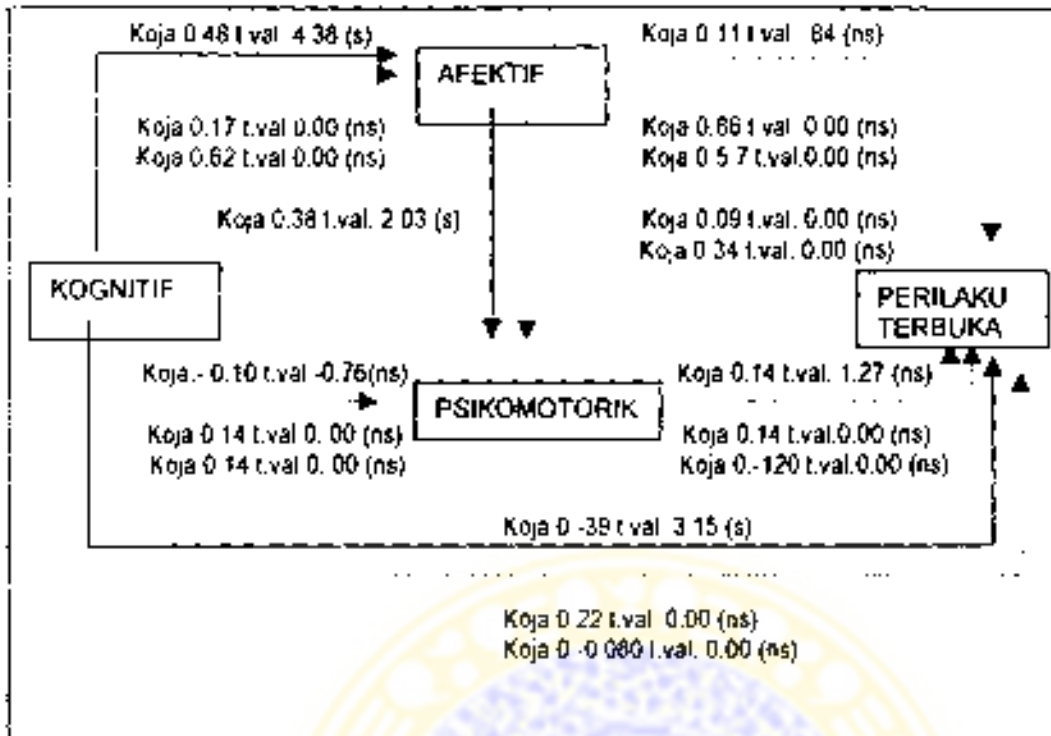 Koja 0.48 t val 4.38 (s)
Koja 0.11 t val .84 (ns)
AFEKTIF
Koja 0.17 t.val 0.00 (ns)
Koja 0.62 t.val 0.00 (ns)
Koja 0.66 t val 0.00 (ns)
Koja 0.5 7 t.val.0.00 (ns)
Koja 0.38 t.val. 2 03 (s)
Koja 0.09 t.val. 0.00 (ns)
Koja 0 34 t.val. 0.00 (ns)
KOGNITIF
PERILAKU
TERBUKA
Koja.- 0.10 t.val -0.75(ns)
Koja 0.14 t.val. 1.27 (ns)
PSIKOMOTORIK
Koja 0 14 t.val 0. 00 (ns)
Koja 0 14 t.val 0. 00 (ns)
Koja 0.14 t.val.0.00 (ns)
Koja 0.-120 t.val.0.00 (ns)
Koja 0 -39 t val 3 15 (s)
Koja 0 22 t.val 0.00 (ns)
Koja 0 -0 080 t.val. 0.00 (ns)